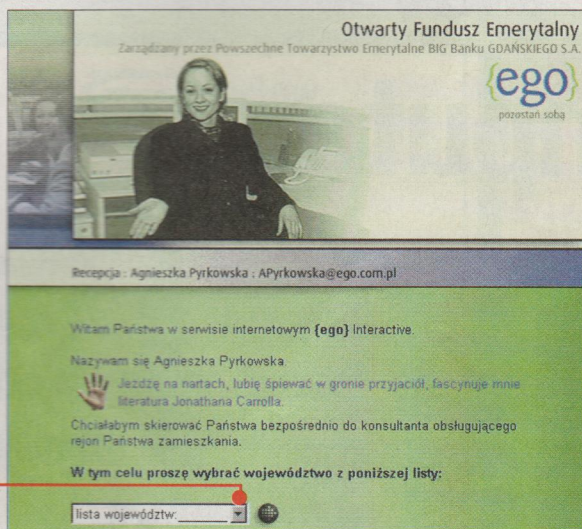 Otwarty Fundusz Emerytalny
Zarządzany przez Powszechne Towarzystwo Emerytalne BIG Banku GDAŃSKIEGO S.A.
{ego}
pozostań sobą
Recepcja : Agnieszka Pyrkowska : APyrkowska@ego.com.pl
Witam Państwa w serwisie internetowym {ego} Interactive.
Nazywam się Agnieszka Pyrkowska.
Jezdzę na nartach, lubię śpiewać w gronie przyjaciół, fascynuje mnie
literatura Jonathana Carrolla.
Chciałabym skierować Państwa bezpośrednio do konsultanta obsługującego
rejon Państwa zamieszkania.
W tym celu proszę wybrać województwo z poniższej listy:
lista województw: